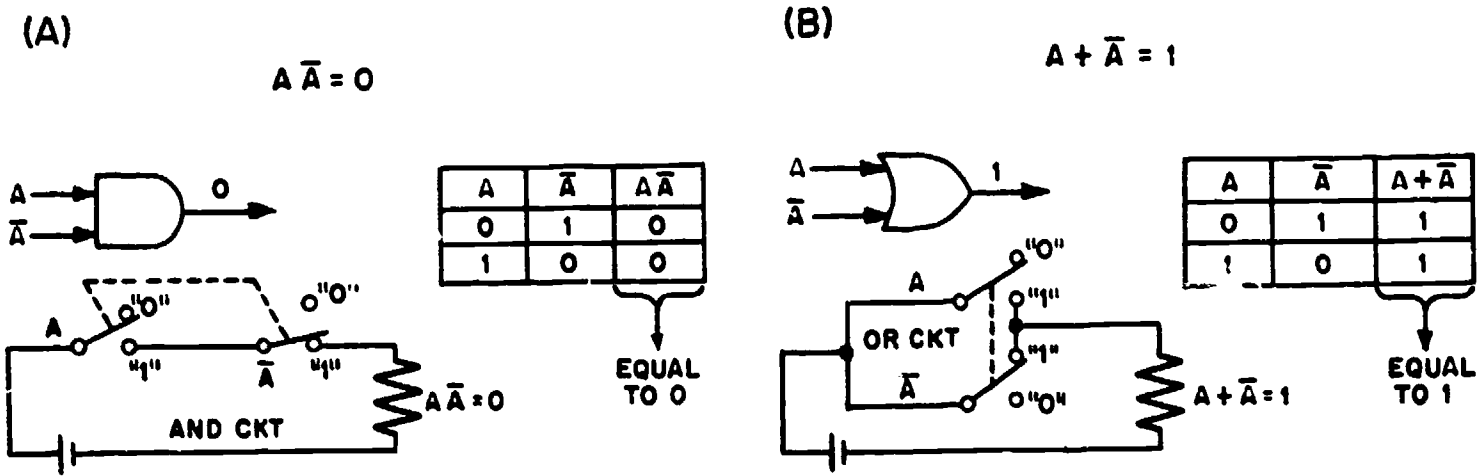 (A)
A Ā = 0
A
Ā
0
A Ā AĀ
0 1 0
1 0 0
EQUAL
TO 0
"0"
"0"
A
"1"
Ā
"1"
AĀ=0
AND CKT
(B)
A + Ā = 1
A
Ā
1
A Ā A+Ā
0 1 1
1 0 1
EQUAL
TO 1
"0"
A
"1"
OR CKT
"1"
Ā
"0"
A+Ā=1